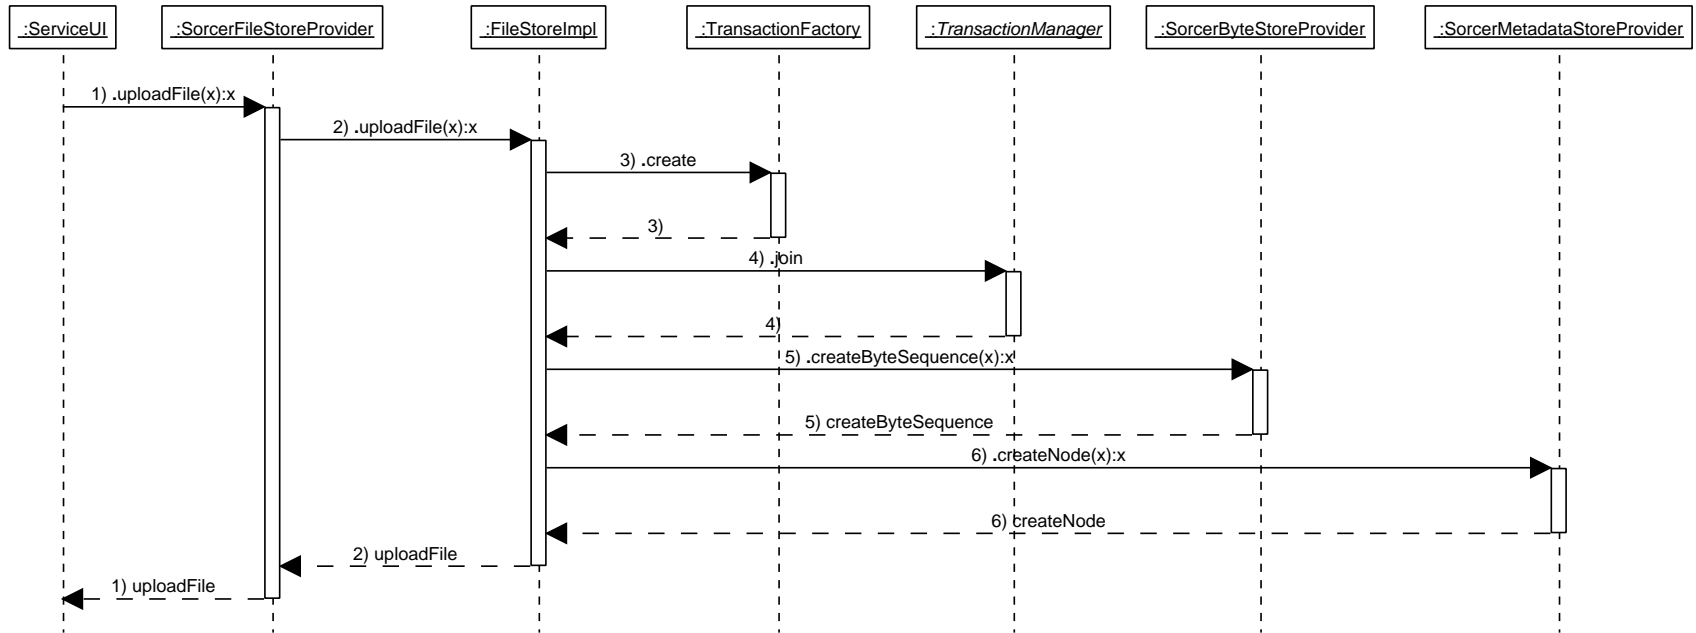 :ServiceUI
:SorcerFileStoreProvider
:FileStoreImpl
:TransactionFactory
:TransactionManager
:SorcerByteStoreProvider
:SorcerMetadataStoreProvider
1) .uploadFile(x):x
2) .uploadFile(x):x
3) .create
3)
4) .join
4)
5) .createByteSequence(x):x
5) createByteSequence
6) .createNode(x):x
6) createNode
2) uploadFile
1) uploadFile